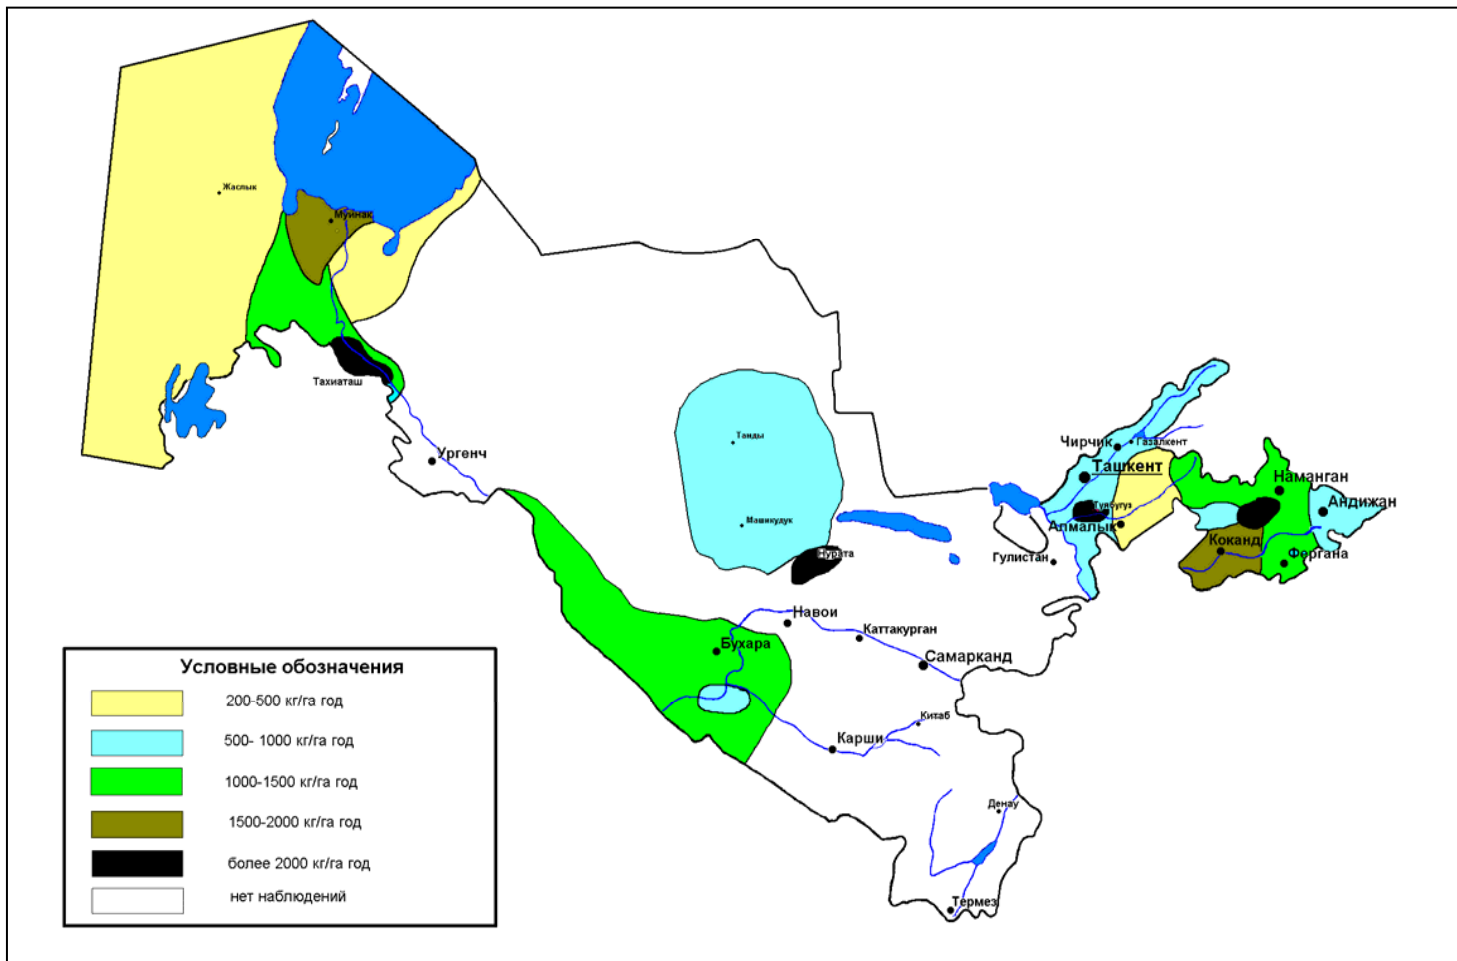 Жаслык
Муйнак
Тахиаташ
Ургенч
Танды
Машикудук
Нурата
Чирчик
Газалкент
Ташкент
Туябугуз
Алмалык
Гулистан
Наманган
Андижан
Коканд
Фергана
Навои
Каттакурган
Бухара
Самарканд
Китаб
Карши
Денау
Термез
Условные обозначения
200-500 кг/га год
500- 1000 кг/га год
1000-1500 кг/га год
1500-2000 кг/га год
более 2000 кг/га год
нет наблюдений